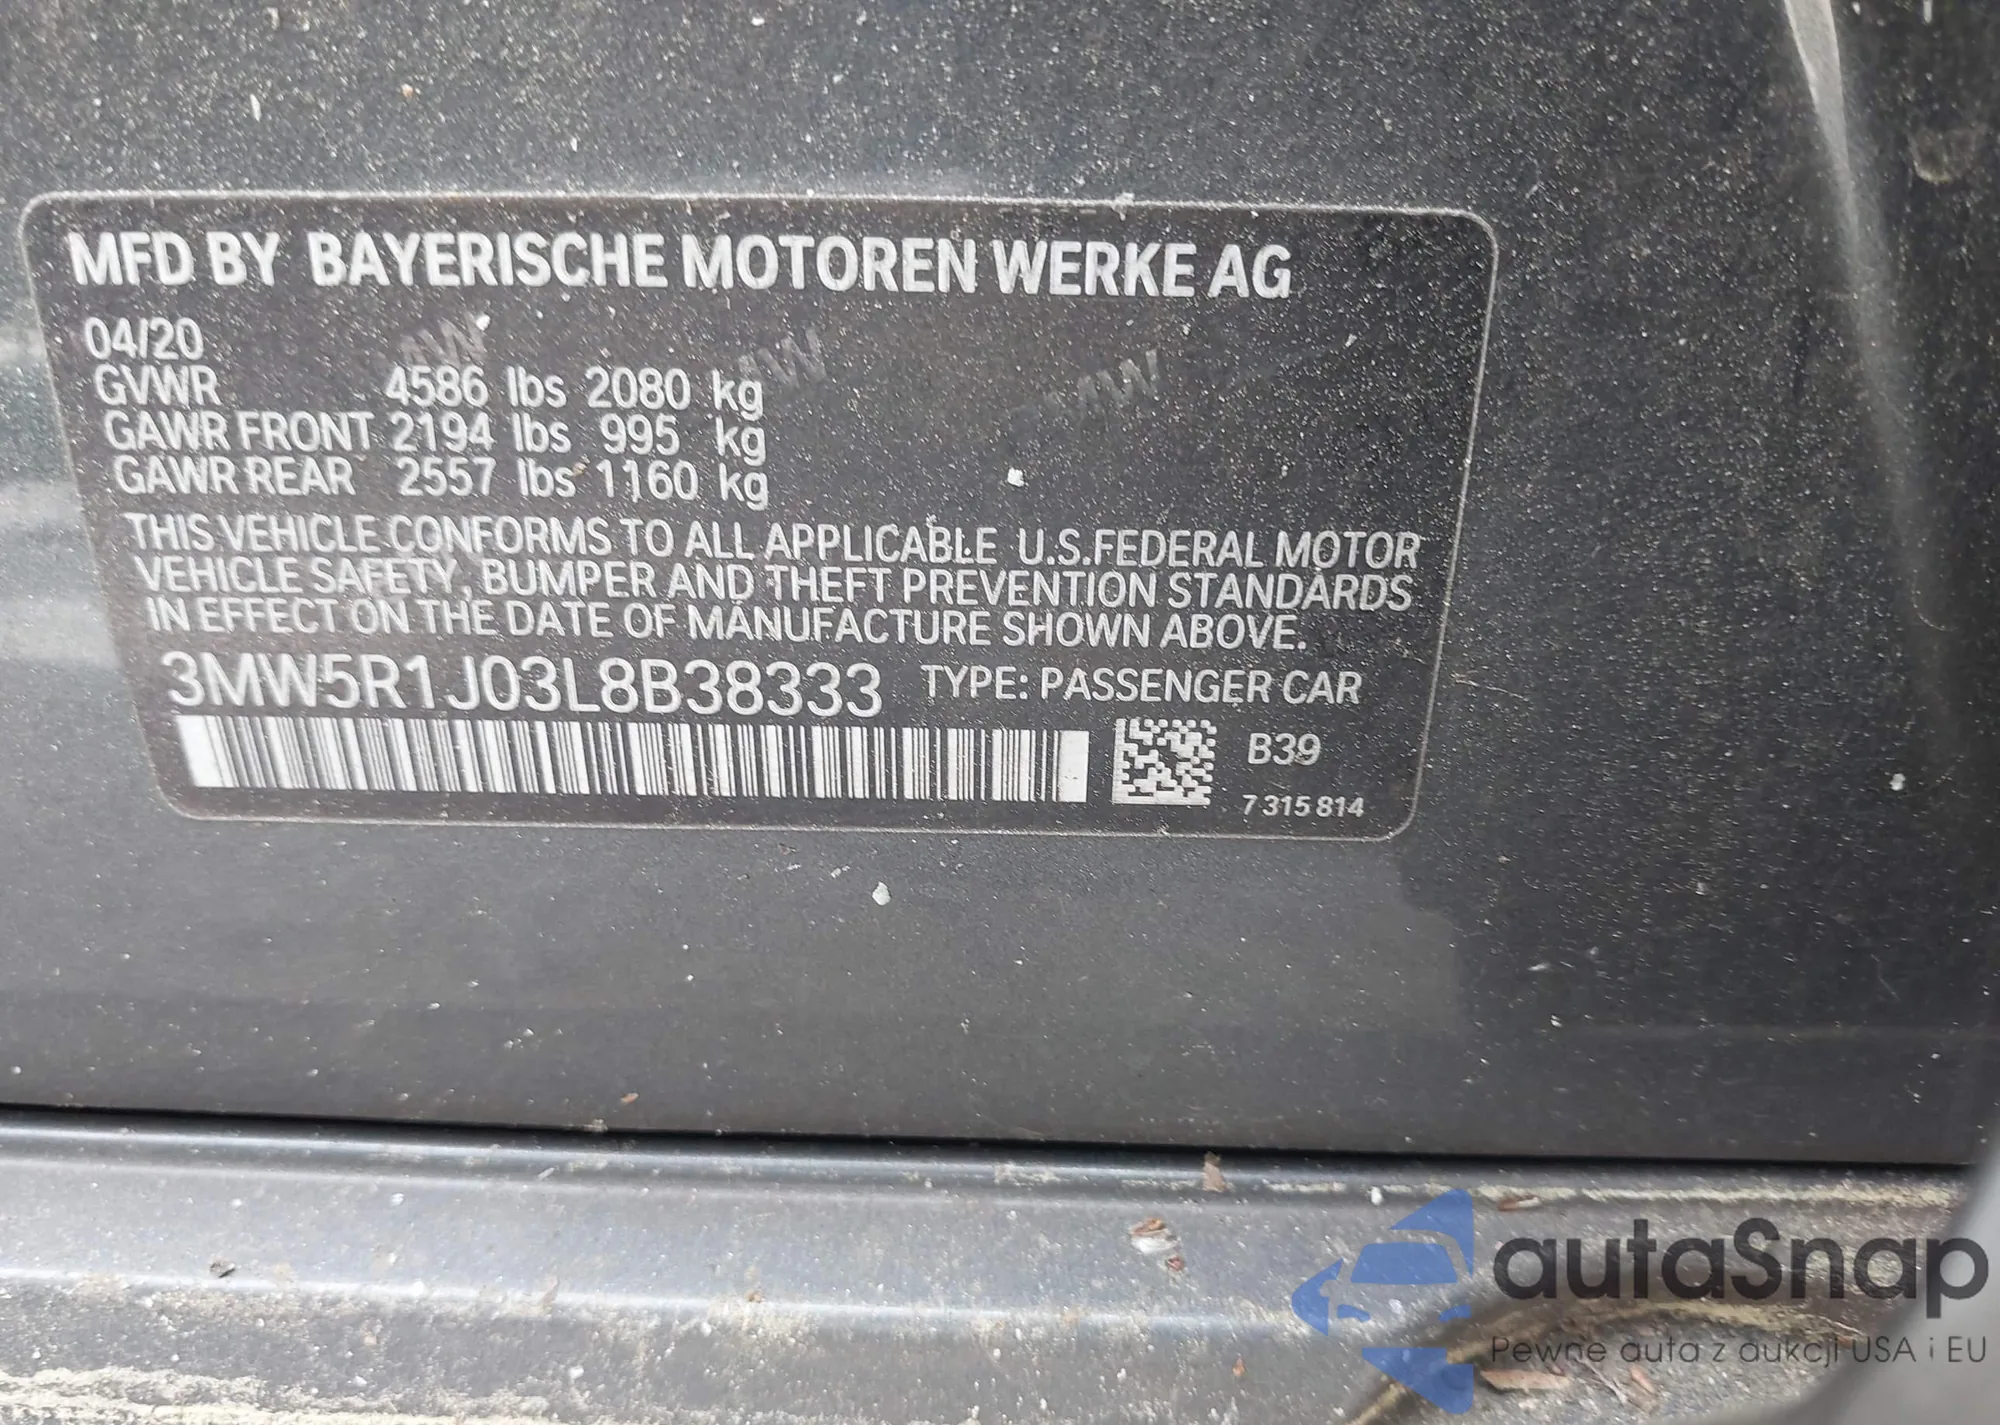 MFD BY BAYERISCHE MOTOREN WERKE AG
04/20
GVWR 4586 lbs 2080 kg
GAWR FRONT 2194 lbs 995 kg
GAWR REAR 2557 lbs 1160 kg
THIS VEHICLE CONFORMS TO ALL APPLICABLE U.S.FEDERAL MOTOR
VEHICLE SAFETY, BUMPER AND THEFT PREVENTION STANDARDS
IN EFFECT ON THE DATE OF MANUFACTURE SHOWN ABOVE.
3MW5R1J03L8B38333 TYPE: PASSENGER CAR
B39
7 315 814
autaSnap
Pewne auta z aukcji USA i EU